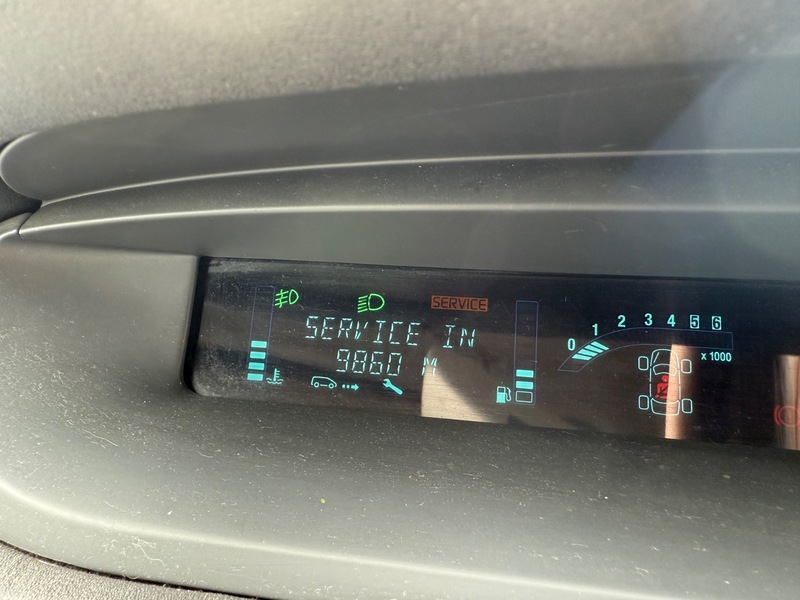 SERVICE
SERVICE IN
9860 M
0 1 2 3 4 5 6
x 1000